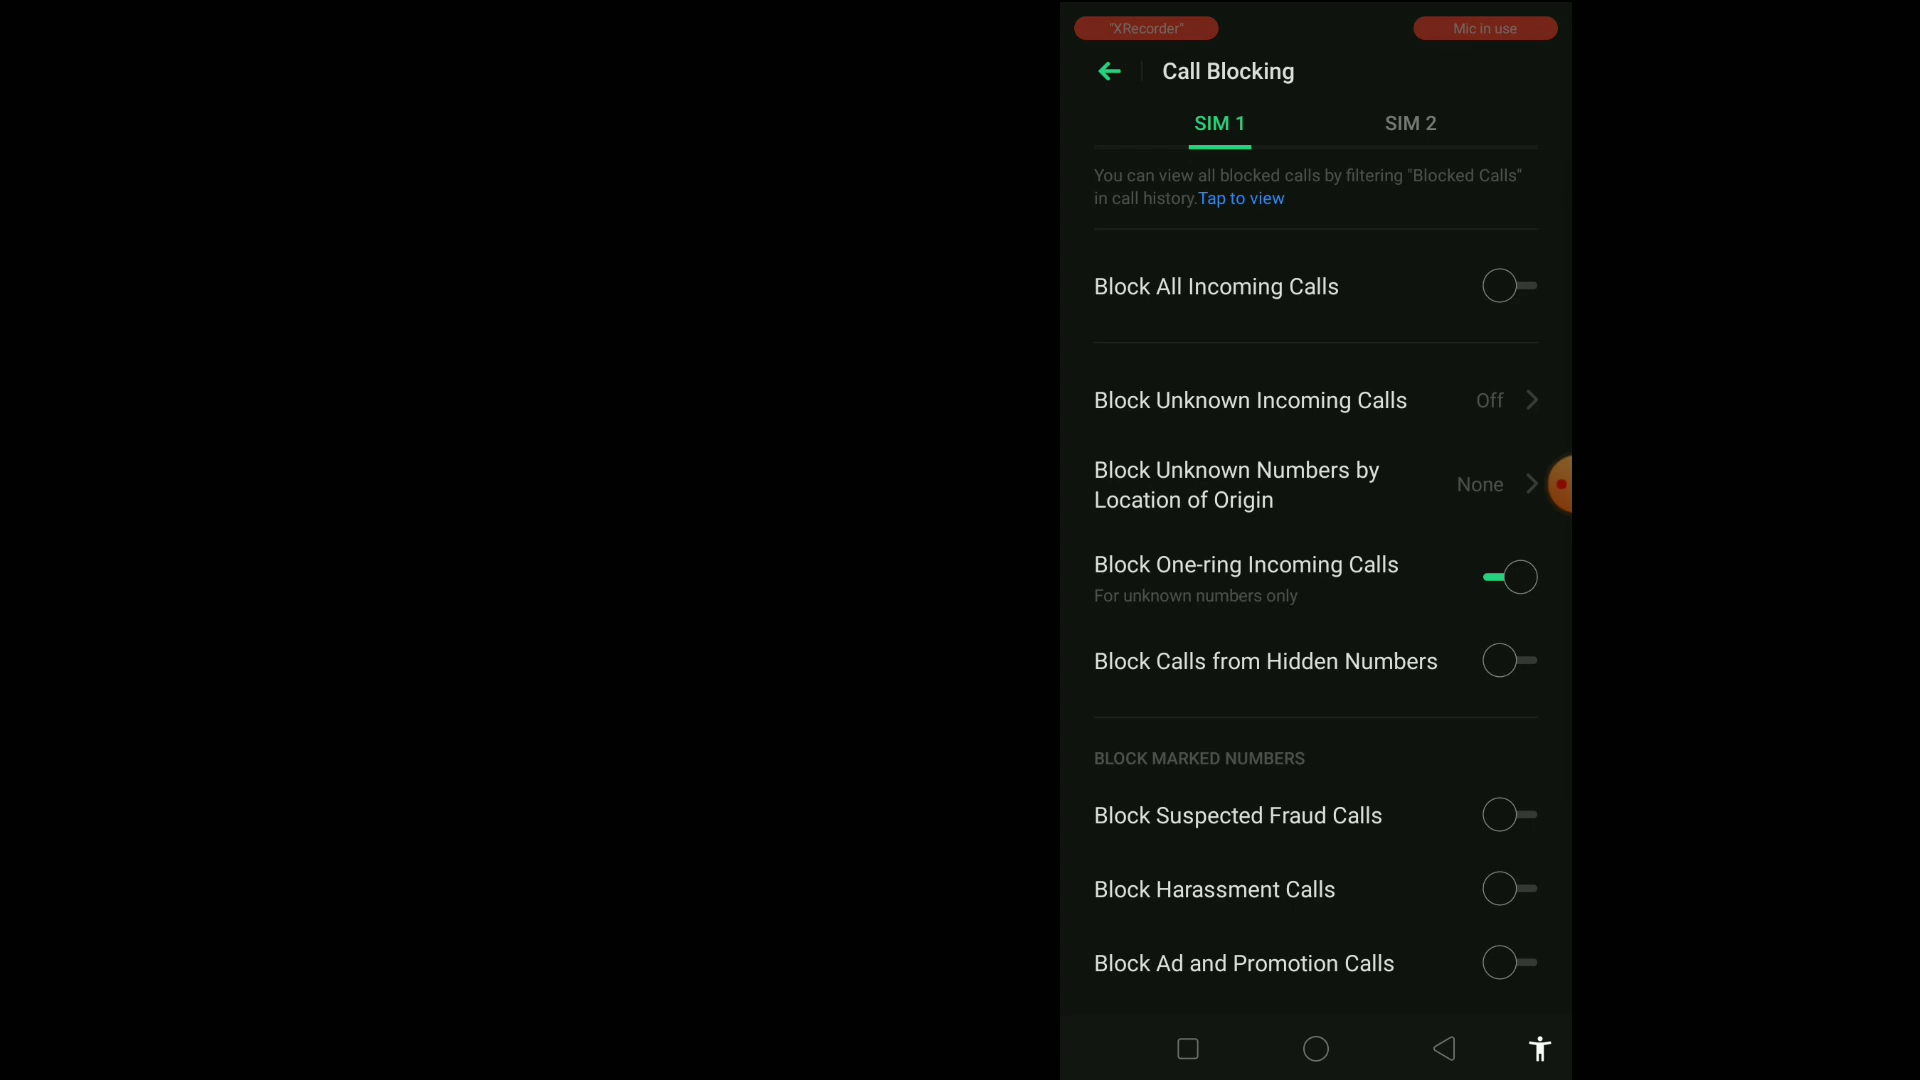 "XRecorder"
Mic in use
Call Blocking
SIM 1
SIM 2
You can view all blocked calls by filtering "Blocked Calls"
in call history.Tap to view
Block All Incoming Calls
Block Unknown Incoming Calls
Off
Block Unknown Numbers by
Location of Origin
None
Block One-ring Incoming Calls
For unknown numbers only
Block Calls from Hidden Numbers
BLOCK MARKED NUMBERS
Block Suspected Fraud Calls
Block Harassment Calls
Block Ad and Promotion Calls